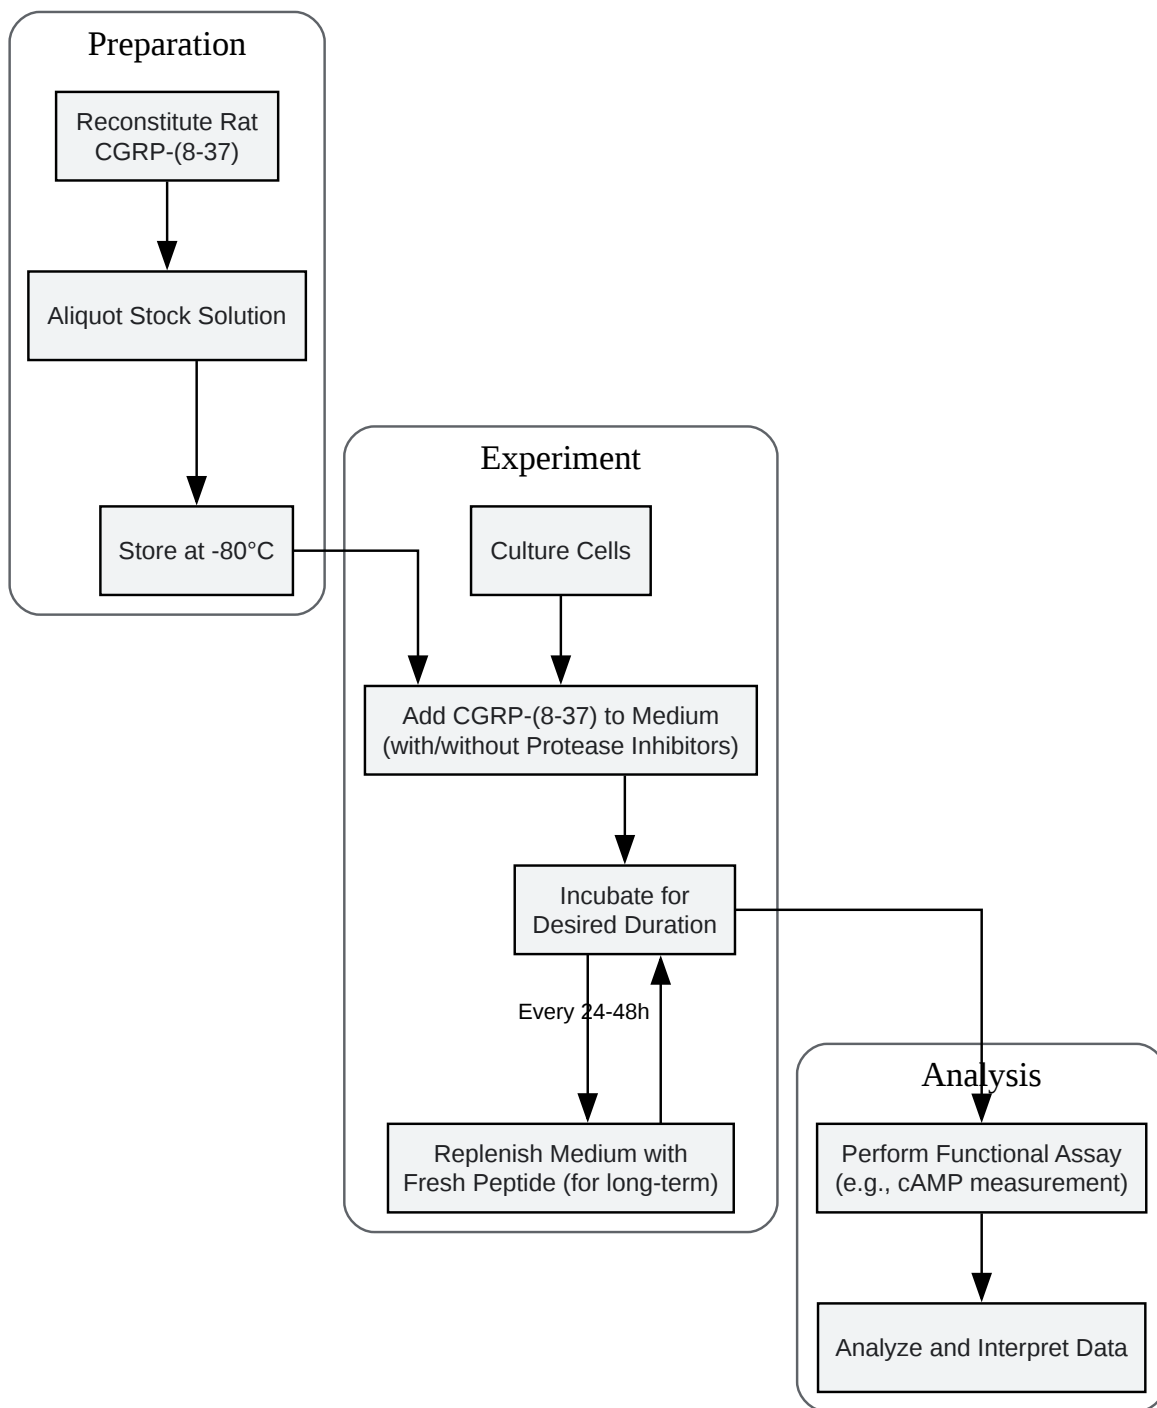 Preparation
Reconstitute Rat
CGRP-(8-37)
Aliquot Stock Solution
Store at -80°C
Experiment
Culture Cells
Add CGRP-(8-37) to Medium
(with/without Protease Inhibitors)
Incubate for
Desired Duration
Every 24-48h
Replenish Medium with
Fresh Peptide (for long-term)
Analysis
Perform Functional Assay
(e.g., cAMP measurement)
Analyze and Interpret Data